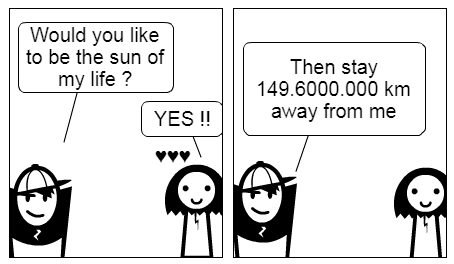 Would you like
to be the sun of
my life ?
YES !!
Then stay
149.6000.000 km
away from me